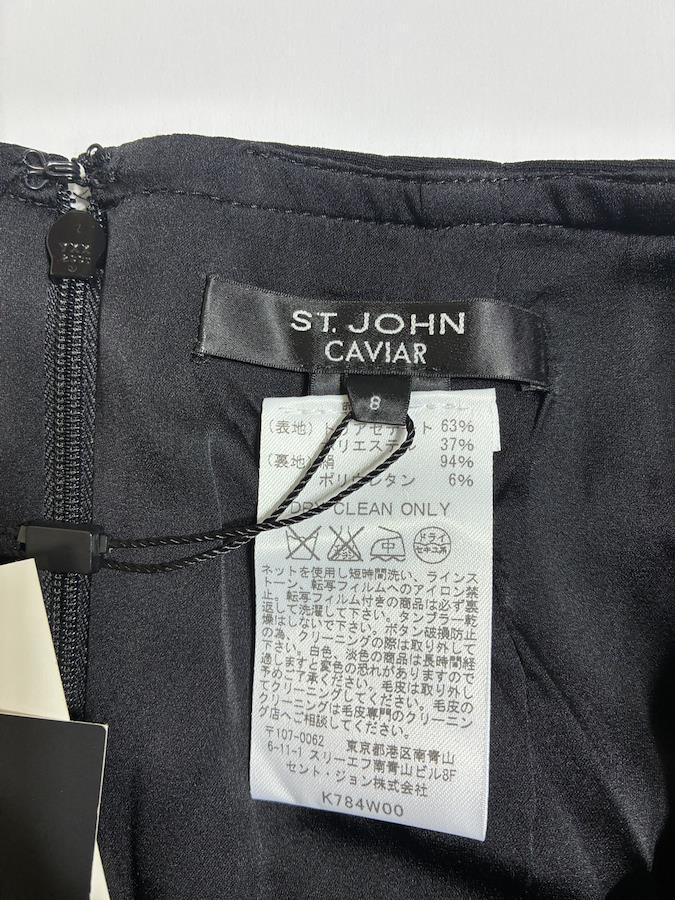 ST. JOHN
CAVIAR
8
(表地) トリアセテート 63%
ポリエステル 37%
(裏地) 絹 94%
ポリウレタン 6%
DRY CLEAN ONLY
ドライ
セキユ系
ネットを使用し短時間洗い、ラインス
トーン、転写フィルムへのアイロン禁
止。転写フィルム付きの商品は必ず裏
返して洗濯して下さい。タンブラー乾
燥はしないで下さい。ボタン破損防止
の為、クリーニングの際は取り外して
下さい。白、淡色の商品は長時間経
過しますと変色の恐れがありますので
予めご了承ください。毛皮は取り外し
てクリーニングしてください。毛皮のク
リーニングは毛皮専門のクリーニン
グ店へご相談してください。
〒107-0062 東京都港区南青山
6-11-1 スリーエフ南青山ビル8F
セント・ジョン株式会社
K784W00